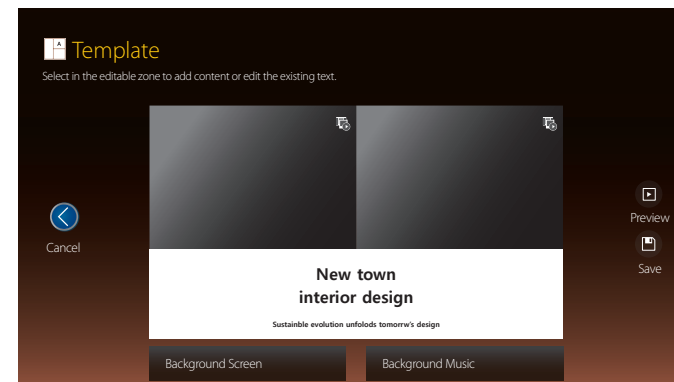 A
Template
Select in the editable zone to add content or edit the existing text.
Cancel
Preview
Save
New town
interior design
Sustainble evolution unfolods tomorrw's design
Background Screen
Background Music